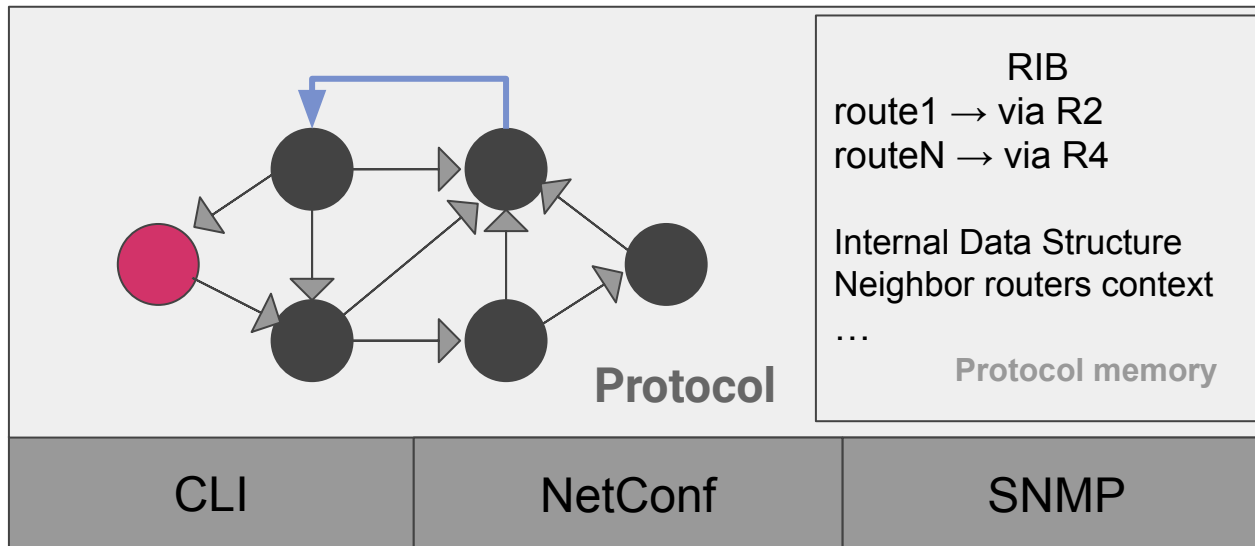 RIB
route1 → via R2
routeN → via R4
Internal Data Structure
Neighbor routers context
…
Protocol memory
Protocol
CLI
NetConf
SNMP